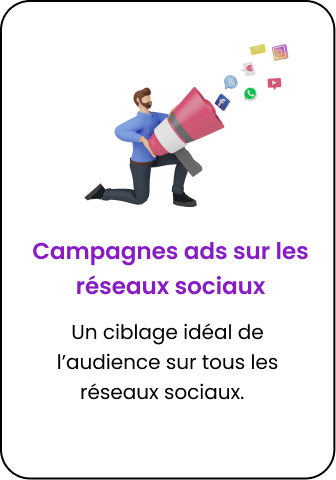 Campagnes ads sur les
réseaux sociaux
Un ciblage idéal de
l’audience sur tous les
réseaux sociaux.